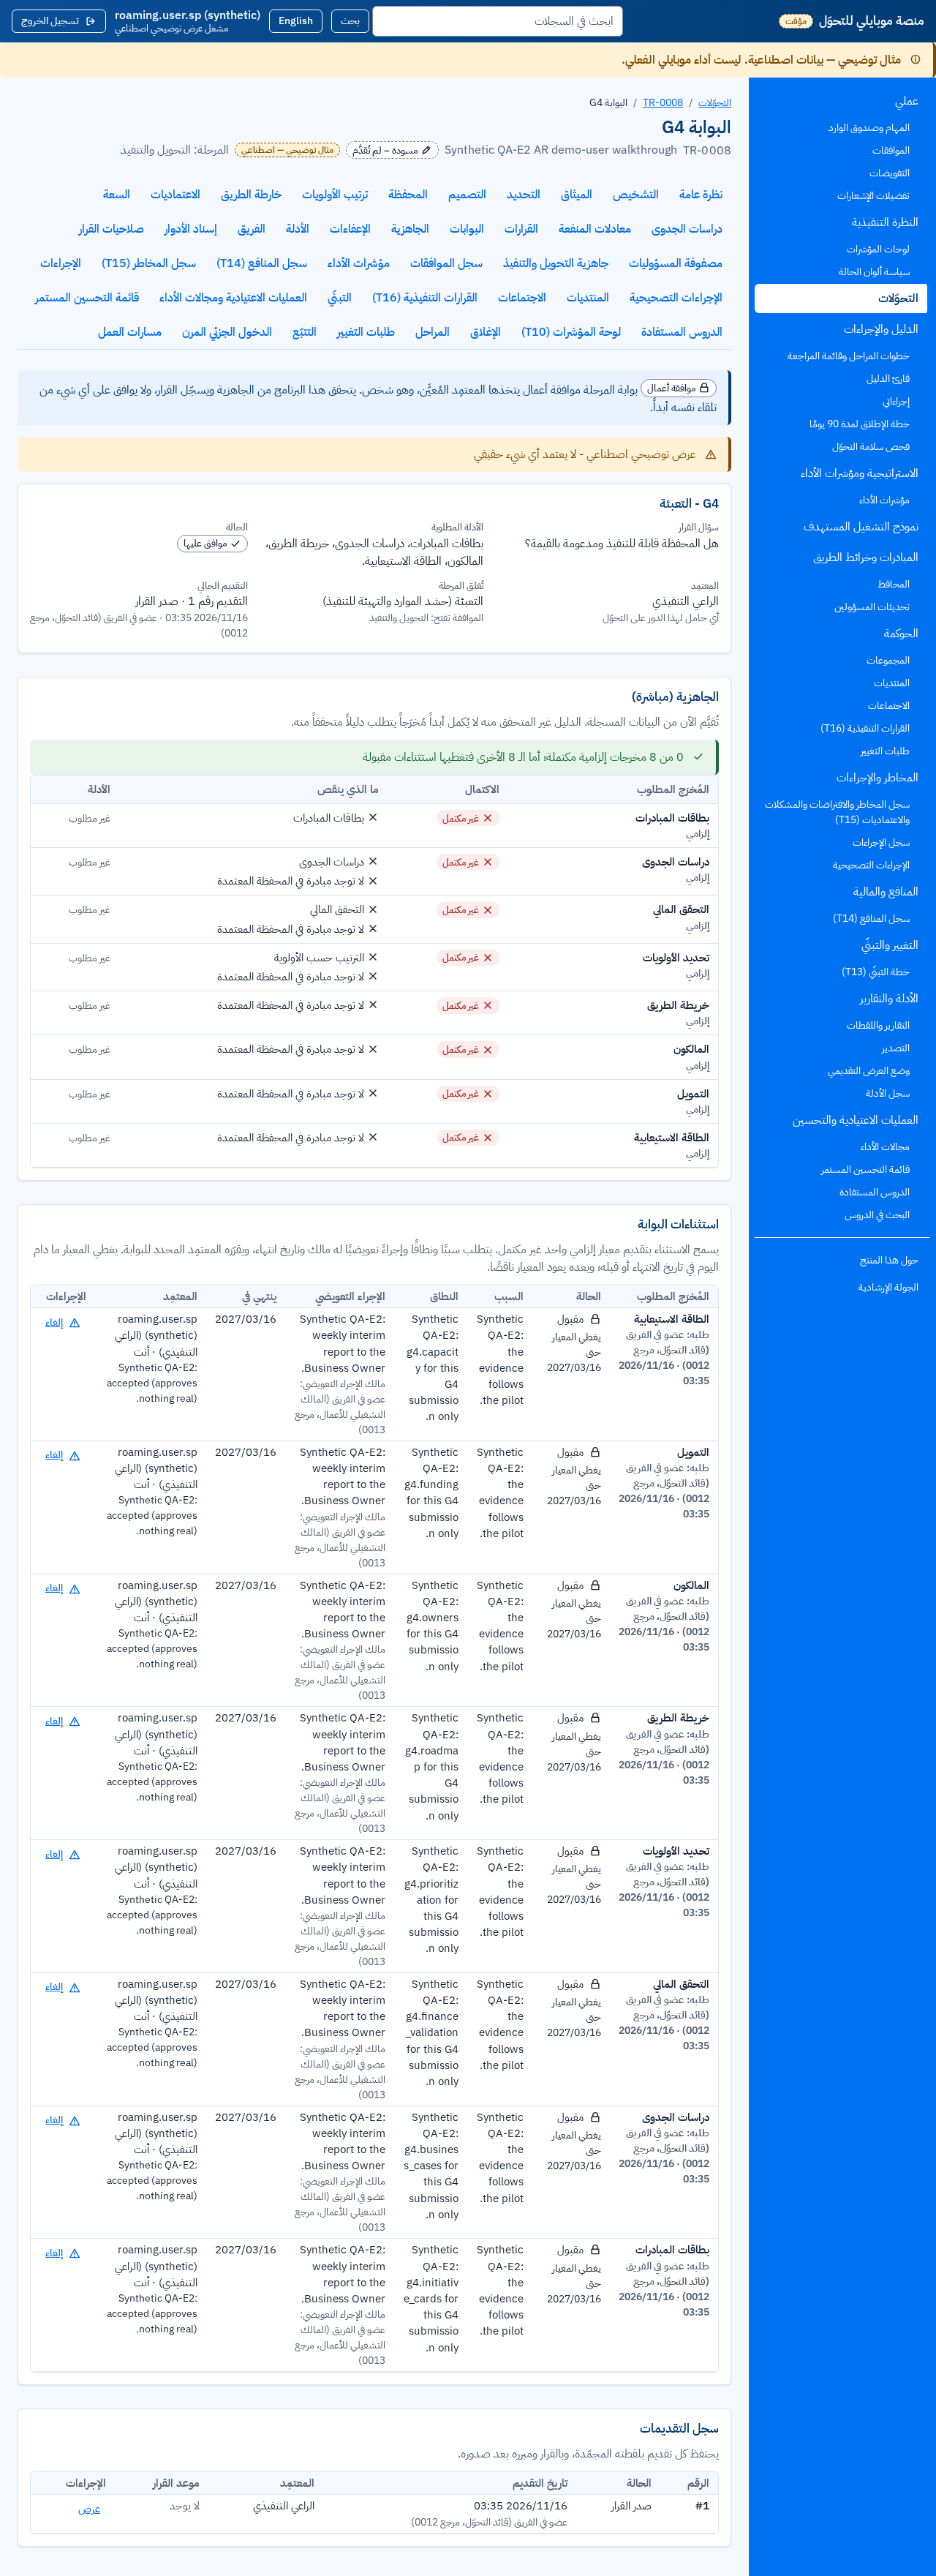 منصة موبايلي للتحوّل مؤقت
ابحث في السجلات
بحث
English
roaming.user.sp (synthetic)
مشغل عرض توضيحي اصطناعي
تسجيل الخروج
مثال توضيحي — بيانات اصطناعية. ليست أداء موبايلي الفعلي.
عملي
المهام وصندوق الوارد
الموافقات
التفويضات
تفضيلات الإشعارات
النظرة التنفيذية
لوحات المؤشرات
سياسة ألوان الحالة
التحوّلات
الدليل والإجراءات
خطوات المراحل وقائمة المراجعة
قارئ الدليل
إجراءاتي
خطة الإطلاق لمدة 90 يومًا
فحص سلامة التحوّل
الاستراتيجية ومؤشرات الأداء
مؤشرات الأداء
نموذج التشغيل المستهدف
المبادرات وخرائط الطريق
المحافظ
تحديثات المسؤولين
الحوكمة
المجموعات
المنتديات
الاجتماعات
القرارات التنفيذية (T16)
طلبات التغيير
المخاطر والإجراءات
سجل المخاطر والافتراضات والمشكلات
والاعتماديات (T15)
سجل الإجراءات
الإجراءات التصحيحية
المنافع والمالية
سجل المنافع (T14)
التغيير والتبنّي
خطة التبنّي (T13)
الأدلة والتقارير
التقارير واللقطات
التصدير
وضع العرض التقديمي
سجل الأدلة
العمليات الاعتيادية والتحسين
مجالات الأداء
قائمة التحسين المستمر
الدروس المستفادة
البحث في الدروس
حول هذا المنتج
الجولة الإرشادية
التحوّلات / TR-0008 / البوابة G4
البوابة G4
TR-0008 Synthetic QA-E2 AR demo-user walkthrough مسودة – لم تُقدَّم مثال توضيحي — اصطناعي المرحلة: التحويل والتنفيذ
نظرة عامة التشخيص الميثاق التحديد التصميم المحفظة ترتيب الأولويات خارطة الطريق الاعتماديات السعة
دراسات الجدوى معادلات المنفعة القرارات البوابات الجاهزية الإعفاءات الأدلة الفريق إسناد الأدوار صلاحيات القرار
مصفوفة المسؤوليات جاهزية التحويل والتنفيذ سجل الموافقات مؤشرات الأداء سجل المنافع (T14) سجل المخاطر (T15) الإجراءات
الإجراءات التصحيحية المنتديات الاجتماعات القرارات التنفيذية (T16) التبنّي العمليات الاعتيادية ومجالات الأداء قائمة التحسين المستمر
الدروس المستفادة لوحة المؤشرات (T10) الإغلاق المراحل طلبات التغيير التتبّع الدخول الجزئي المرن مسارات العمل
موافقة أعمال بوابة المرحلة موافقة أعمال يتخذها المعتمِد المُعيَّن، وهو شخص. يتحقق هذا البرنامج من الجاهزية ويسجّل القرار، ولا يوافق على أي شيء من
تلقاء نفسه أبداً.
عرض توضيحي اصطناعي - لا يعتمد أي شيء حقيقي
G4 - التعبئة
سؤال القرار
هل المحفظة قابلة للتنفيذ ومدعومة بالقيمة؟
الأدلة المطلوبة
بطاقات المبادرات، دراسات الجدوى، خريطة الطريق،
المالكون، الطاقة الاستيعابية.
الحالة
موافق عليها
المعتمِد
الراعي التنفيذي
أي حامل لهذا الدور على التحوّل
تُغلق المرحلة
التعبئة (حشد الموارد والتهيئة للتنفيذ)
الموافقة تفتح: التحويل والتنفيذ
التقديم الحالي
التقديم رقم 1 · صدر القرار
2026/11/16 03:35 · عضو في الفريق (قائد التحوّل، مرجع
0012)
الجاهزية (مباشرة)
تُقيَّم الآن من البيانات المسجلة. الدليل غير المتحقق منه لا يُكمل أبداً مُخرَجاً يتطلب دليلاً متحققاً منه.
0 من 8 مخرجات إلزامية مكتملة؛ أما الـ 8 الأخرى فتغطيها استثناءات مقبولة
المُخرَج المطلوب الاكتمال ما الذي ينقص الأدلة
بطاقات المبادرات غير مكتمل بطاقات المبادرات غير مطلوب
إلزامي
دراسات الجدوى غير مكتمل دراسات الجدوى غير مطلوب
إلزامي لا توجد مبادرة في المحفظة المعتمدة
التحقق المالي غير مكتمل التحقق المالي غير مطلوب
إلزامي لا توجد مبادرة في المحفظة المعتمدة
تحديد الأولويات غير مكتمل الترتيب حسب الأولوية غير مطلوب
إلزامي لا توجد مبادرة في المحفظة المعتمدة
خريطة الطريق غير مكتمل لا توجد مبادرة في المحفظة المعتمدة غير مطلوب
إلزامي
المالكون غير مكتمل لا توجد مبادرة في المحفظة المعتمدة غير مطلوب
إلزامي
التمويل غير مكتمل لا توجد مبادرة في المحفظة المعتمدة غير مطلوب
إلزامي
الطاقة الاستيعابية غير مكتمل لا توجد مبادرة في المحفظة المعتمدة غير مطلوب
إلزامي
استثناءات البوابة
يسمح الاستثناء بتقديم معيار إلزامي واحد غير مكتمل. يتطلب سببًا ونطاقًا وإجراءً تعويضيًا له مالك وتاريخ انتهاء، ويقرّره المعتمِد المحدد للبوابة. يغطي المعيار ما دام
في تاريخ الانتهاء أو قبله؛ وبعده يعود المعيار ناقصًا.
المُخرَج المطلوب الحالة السبب النطاق الإجراء التعويضي ينتهي في المعتمِد الإجراءات
الطاقة الاستيعابية
طلبه: عضو في الفريق
(قائد التحوّل، مرجع
0012) · 2026/11/16
03:35
مقبول
يغطي المعيار
حتى
2027/03/16
Synthetic
QA-E2:
the
evidence
follows
the pilot.
Synthetic
QA-E2:
g4.capacit
y for this
G4
submissio
n only.
Synthetic QA-E2:
weekly interim
report to the
Business Owner.
مالك الإجراء التعويضي:
عضو في الفريق (المالك
التشغيلي للأعمال، مرجع
0013)
2027/03/16
roaming.user.sp
(synthetic) (الراعي
التنفيذي) · أنت
Synthetic QA-E2:
accepted (approves
nothing real).
إلغاء
التمويل
طلبه: عضو في الفريق
(قائد التحوّل، مرجع
0012) · 2026/11/16
03:35
مقبول
يغطي المعيار
حتى
2027/03/16
Synthetic
QA-E2:
the
evidence
follows
the pilot.
Synthetic
QA-E2:
g4.funding
for this G4
submissio
n only.
Synthetic QA-E2:
weekly interim
report to the
Business Owner.
مالك الإجراء التعويضي:
عضو في الفريق (المالك
التشغيلي للأعمال، مرجع
0013)
2027/03/16
roaming.user.sp
(synthetic) (الراعي
التنفيذي) · أنت
Synthetic QA-E2:
accepted (approves
nothing real).
إلغاء
المالكون
طلبه: عضو في الفريق
(قائد التحوّل، مرجع
0012) · 2026/11/16
03:35
مقبول
يغطي المعيار
حتى
2027/03/16
Synthetic
QA-E2:
the
evidence
follows
the pilot.
Synthetic
QA-E2:
g4.owners
for this G4
submissio
n only.
Synthetic QA-E2:
weekly interim
report to the
Business Owner.
مالك الإجراء التعويضي:
عضو في الفريق (المالك
التشغيلي للأعمال، مرجع
0013)
2027/03/16
roaming.user.sp
(synthetic) (الراعي
التنفيذي) · أنت
Synthetic QA-E2:
accepted (approves
nothing real).
إلغاء
خريطة الطريق
طلبه: عضو في الفريق
(قائد التحوّل، مرجع
0012) · 2026/11/16
03:35
مقبول
يغطي المعيار
حتى
2027/03/16
Synthetic
QA-E2:
the
evidence
follows
the pilot.
Synthetic
QA-E2:
g4.roadma
p for this
G4
submissio
n only.
Synthetic QA-E2:
weekly interim
report to the
Business Owner.
مالك الإجراء التعويضي:
عضو في الفريق (المالك
التشغيلي للأعمال، مرجع
0013)
2027/03/16
roaming.user.sp
(synthetic) (الراعي
التنفيذي) · أنت
Synthetic QA-E2:
accepted (approves
nothing real).
إلغاء
تحديد الأولويات
طلبه: عضو في الفريق
(قائد التحوّل، مرجع
0012) · 2026/11/16
03:35
مقبول
يغطي المعيار
حتى
2027/03/16
Synthetic
QA-E2:
the
evidence
follows
the pilot.
Synthetic
QA-E2:
g4.prioritiz
ation for
this G4
submissio
n only.
Synthetic QA-E2:
weekly interim
report to the
Business Owner.
مالك الإجراء التعويضي:
عضو في الفريق (المالك
التشغيلي للأعمال، مرجع
0013)
2027/03/16
roaming.user.sp
(synthetic) (الراعي
التنفيذي) · أنت
Synthetic QA-E2:
accepted (approves
nothing real).
إلغاء
التحقق المالي
طلبه: عضو في الفريق
(قائد التحوّل، مرجع
0012) · 2026/11/16
03:35
مقبول
يغطي المعيار
حتى
2027/03/16
Synthetic
QA-E2:
the
evidence
follows
the pilot.
Synthetic
QA-E2:
g4.finance
_validation
for this G4
submissio
n only.
Synthetic QA-E2:
weekly interim
report to the
Business Owner.
مالك الإجراء التعويضي:
عضو في الفريق (المالك
التشغيلي للأعمال، مرجع
0013)
2027/03/16
roaming.user.sp
(synthetic) (الراعي
التنفيذي) · أنت
Synthetic QA-E2:
accepted (approves
nothing real).
إلغاء
دراسات الجدوى
طلبه: عضو في الفريق
(قائد التحوّل، مرجع
0012) · 2026/11/16
03:35
مقبول
يغطي المعيار
حتى
2027/03/16
Synthetic
QA-E2:
the
evidence
follows
the pilot.
Synthetic
QA-E2:
g4.busines
s_cases for
this G4
submissio
n only.
Synthetic QA-E2:
weekly interim
report to the
Business Owner.
مالك الإجراء التعويضي:
عضو في الفريق (المالك
التشغيلي للأعمال، مرجع
0013)
2027/03/16
roaming.user.sp
(synthetic) (الراعي
التنفيذي) · أنت
Synthetic QA-E2:
accepted (approves
nothing real).
إلغاء
بطاقات المبادرات
طلبه: عضو في الفريق
(قائد التحوّل، مرجع
0012) · 2026/11/16
03:35
مقبول
يغطي المعيار
حتى
2027/03/16
Synthetic
QA-E2:
the
evidence
follows
the pilot.
Synthetic
QA-E2:
g4.initiativ
e_cards for
this G4
submissio
n only.
Synthetic QA-E2:
weekly interim
report to the
Business Owner.
مالك الإجراء التعويضي:
عضو في الفريق (المالك
التشغيلي للأعمال، مرجع
0013)
2027/03/16
roaming.user.sp
(synthetic) (الراعي
التنفيذي) · أنت
Synthetic QA-E2:
accepted (approves
nothing real).
إلغاء
سجل التقديمات
يحتفظ كل تقديم بلقطته المجمّدة، وبالقرار ومبرره بعد صدوره.
الرقم الحالة تاريخ التقديم المعتمِد موعد القرار الإجراءات
#1 صدر القرار 2026/11/16 03:35 الراعي التنفيذي لا يوجد عرض
عضو في الفريق (قائد التحوّل، مرجع 0012)